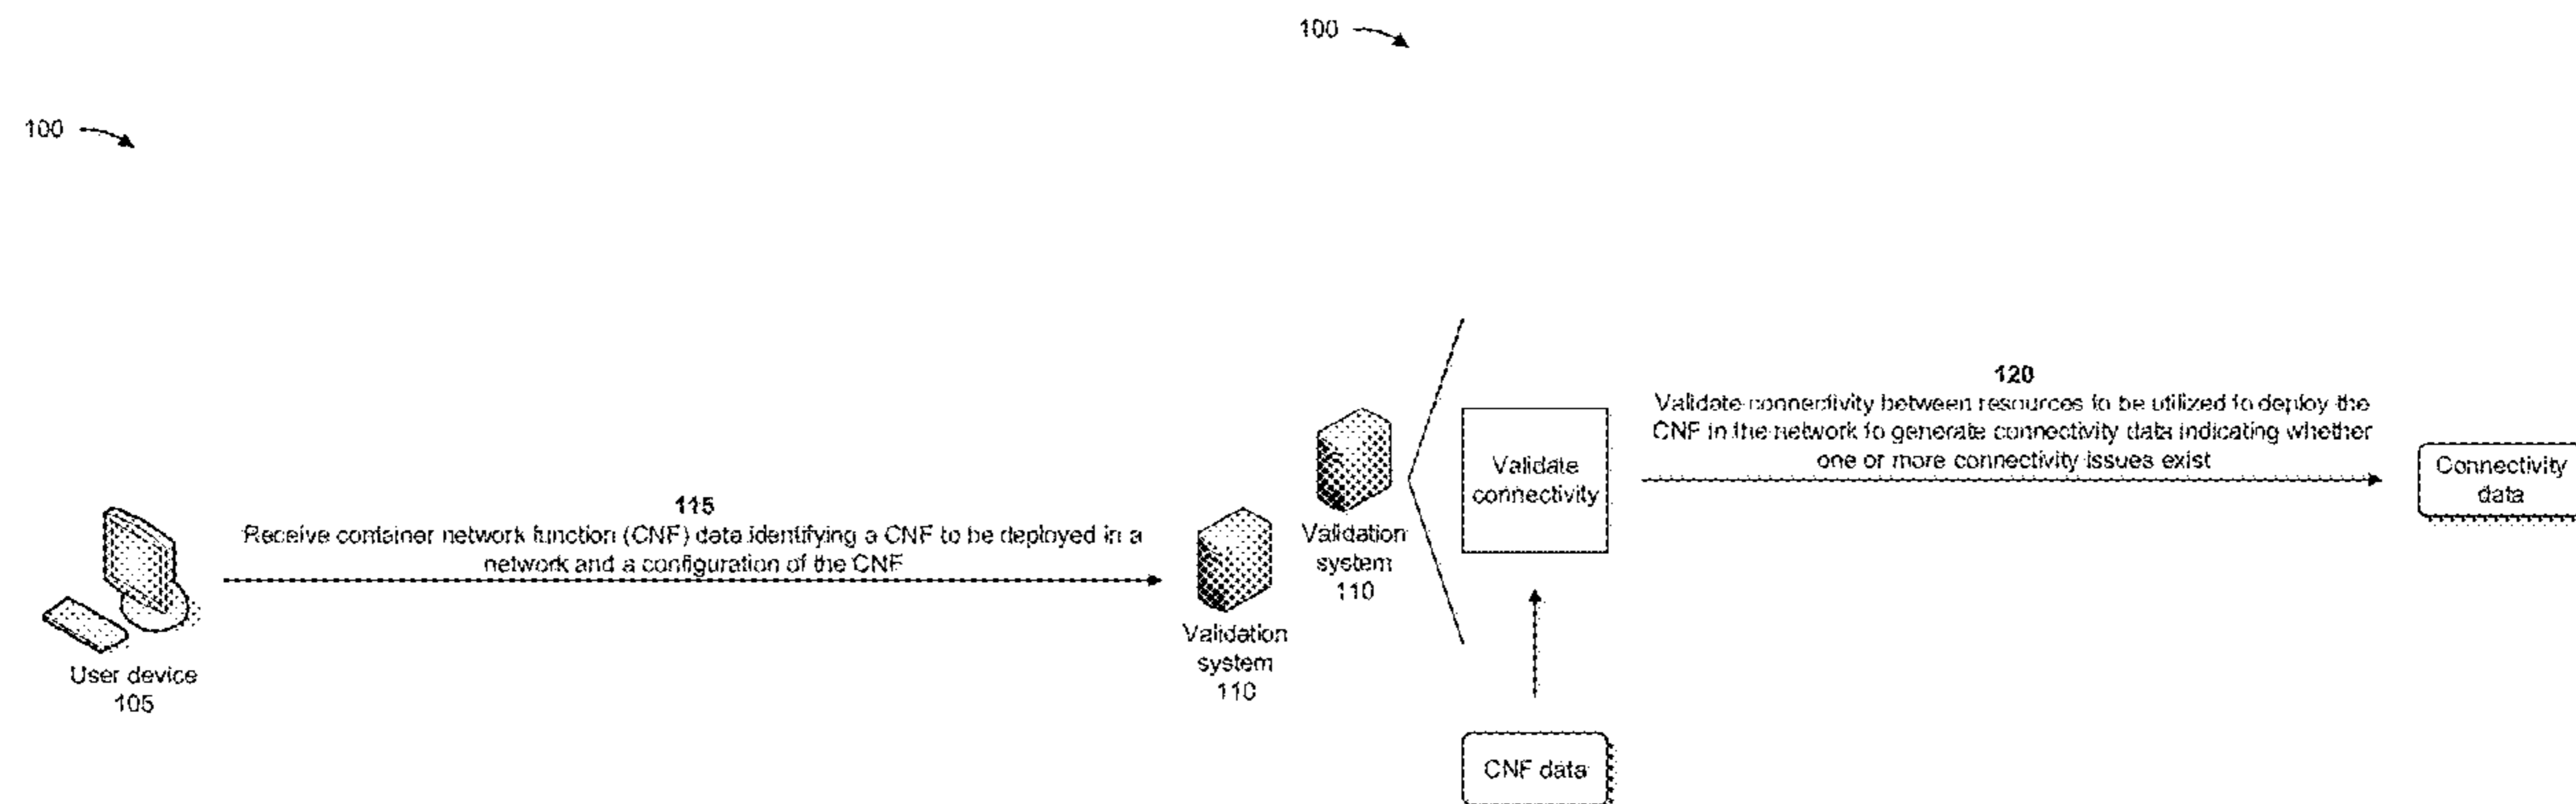 100
115
Receive container network function (CNF) data identifying a CNF to be deployed in a
network and a configuration of the CNF
User device
105
Validation
system
110
100
Validation
system
110
Validate
connectivity
CNF data
120
Validate connectivity between resources to be utilized to deploy the
CNF in the network to generate connectivity data indicating whether
one or more connectivity issues exist
Connectivity
data